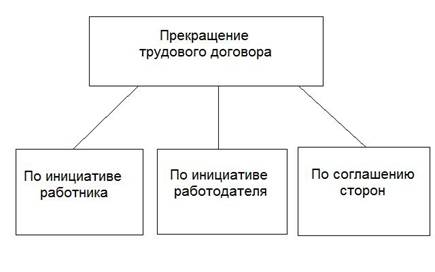 Прекращение
трудового договора
По инициативе
работника
По инициативе
работодателя
По соглашению
сторон